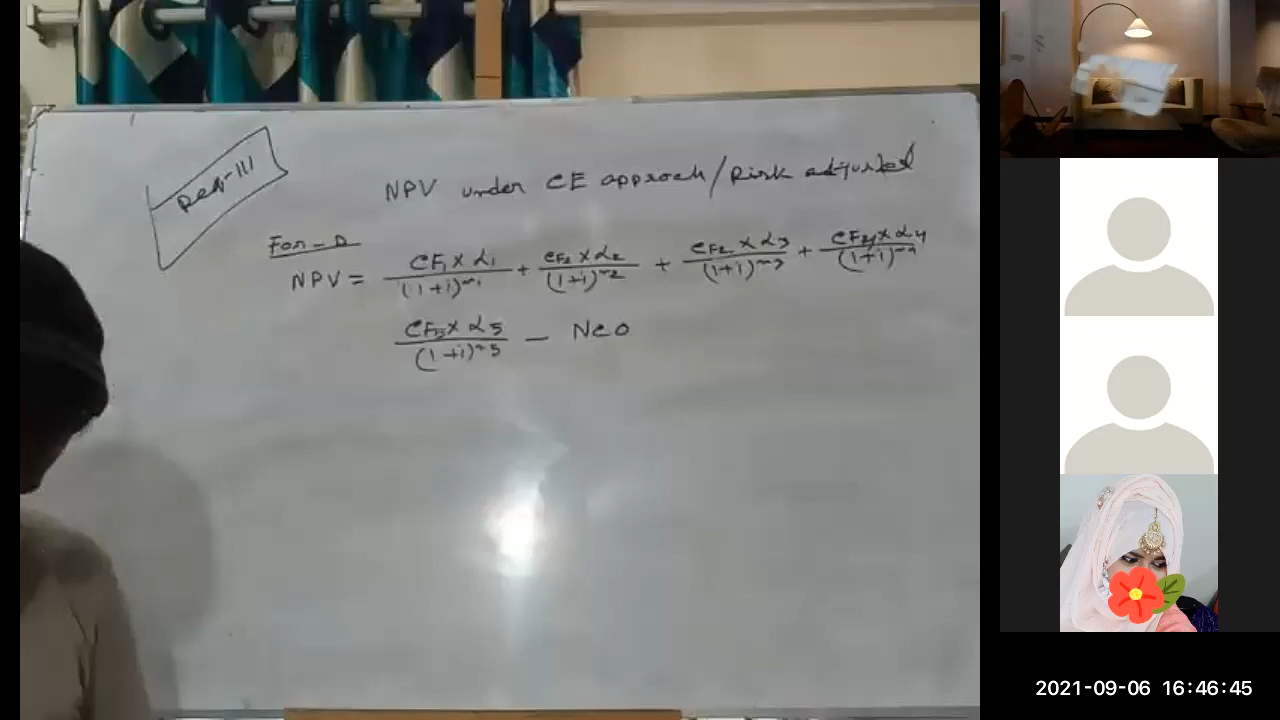 Req-III
NPV under CE approach/Risk adjusted
For-D
NPV = CF₁ × α₁ / (1+i)ⁿ¹ + CF₂ × α₂ / (1+i)ⁿ² + CF₃ × α₃ / (1+i)ⁿ³ + CF₄ × α₄ / (1+i)ⁿ⁴
CF₅ × α₅ / (1+i)ⁿ⁵ – NCO
2021-09-06 16:46:45